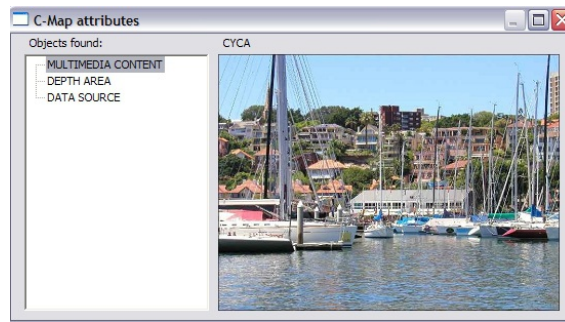 C-Map attributes
Objects found:
CYCA
MULTIMEDIA CONTENT
DEPTH AREA
DATA SOURCE